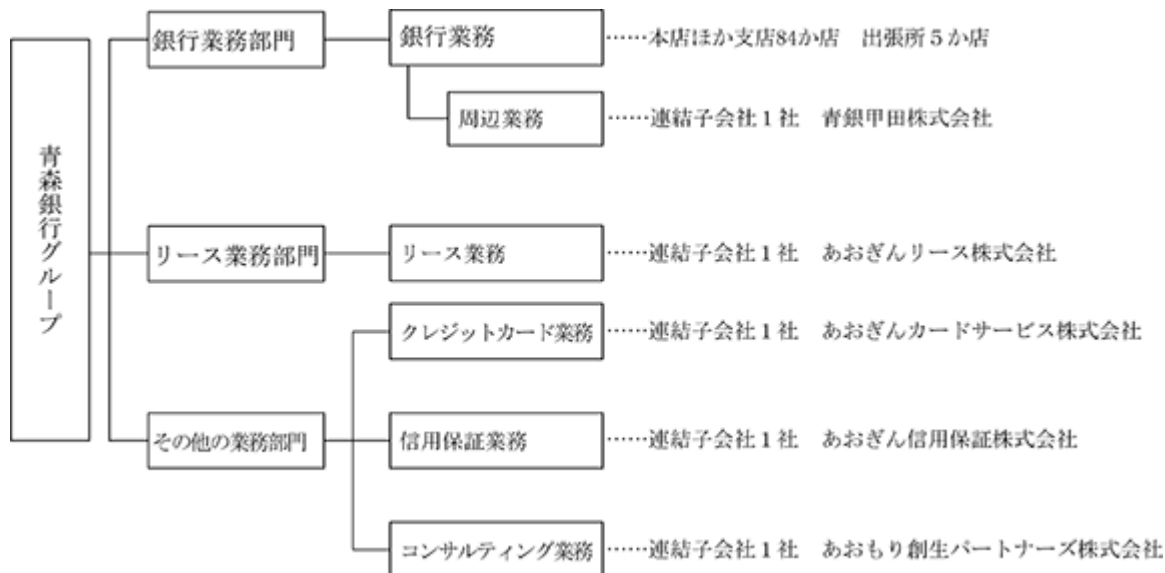 青森銀行グループ
銀行業務部門
銀行業務
……本店ほか支店84か店　出張所５か店
周辺業務
……連結子会社１社　青銀甲田株式会社
リース業務部門
リース業務
……連結子会社１社　あおぎんリース株式会社
その他の業務部門
クレジットカード業務
……連結子会社１社　あおぎんカードサービス株式会社
信用保証業務
……連結子会社１社　あおぎん信用保証株式会社
コンサルティング業務
……連結子会社１社　あおもり創生パートナーズ株式会社